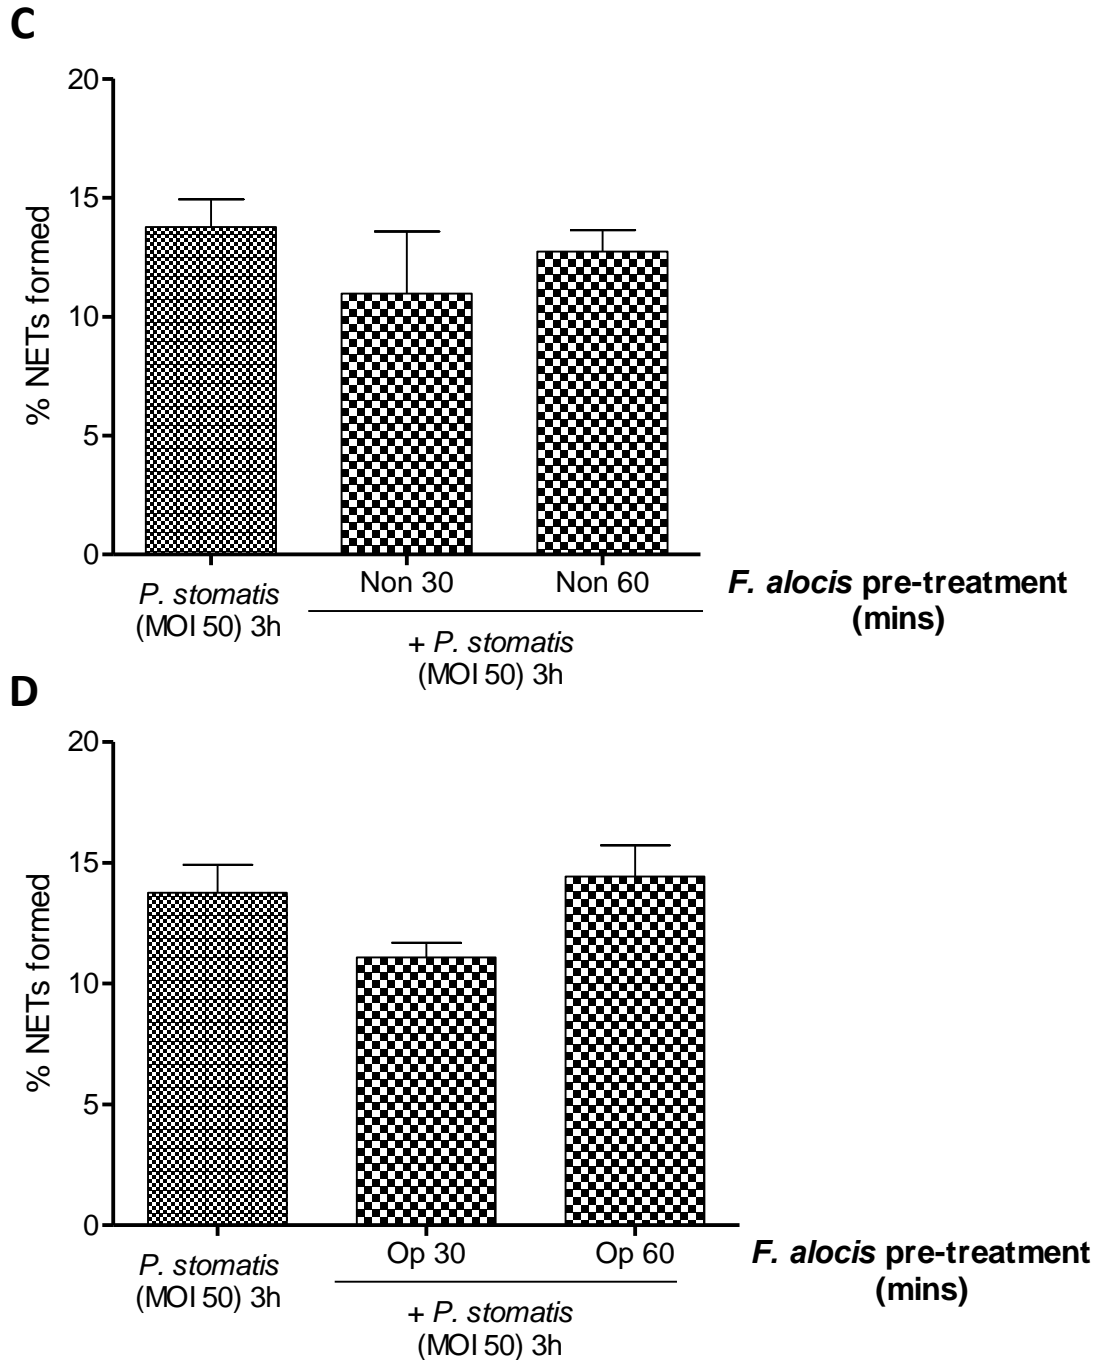 C
20
15
10
5
0
% NETs formed
P. stomatis
(MOI 50) 3h
Non 30
Non 60
+ P. stomatis
(MOI 50) 3h
F. alocis pre-treatment
(mins)
D
20
15
10
5
0
% NETs formed
P. stomatis
(MOI 50) 3h
Op 30
Op 60
+ P. stomatis
(MOI 50) 3h
F. alocis pre-treatment
(mins)